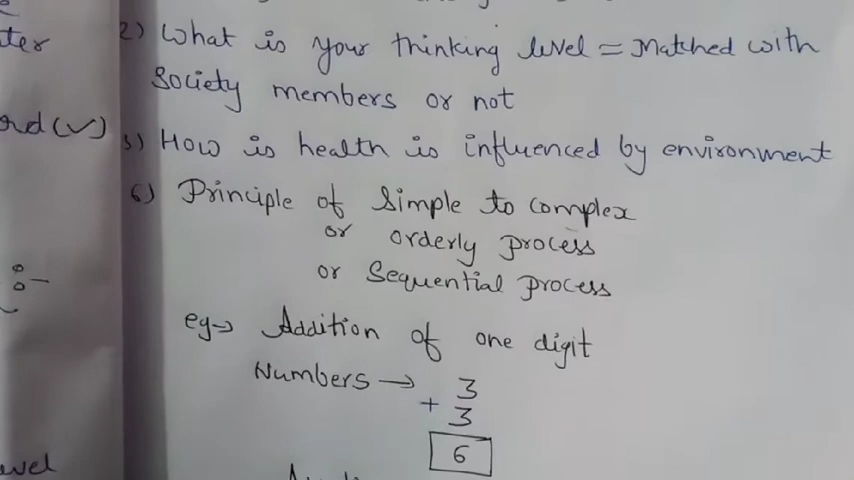 2) What is your thinking level = Matched with
Society members or not
3) How is health is influenced by environment
6) Principle of Simple to complex
or orderly process
or Sequential process
eg→ Addition of one digit
Numbers → 3
+ 3
6